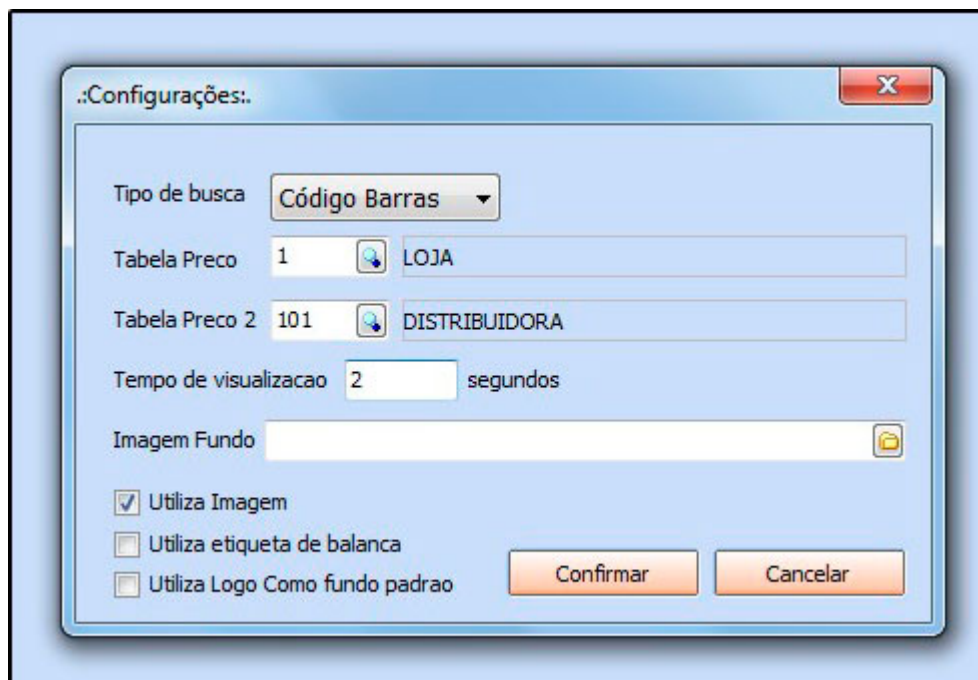 .:Configurações:.
Tipo de busca Código Barras
Tabela Preco 1 LOJA
Tabela Preco 2 101 DISTRIBUIDORA
Tempo de visualizacao 2 segundos
Imagem Fundo
Utiliza Imagem
Utiliza etiqueta de balanca
Utiliza Logo Como fundo padrao
Confirmar Cancelar